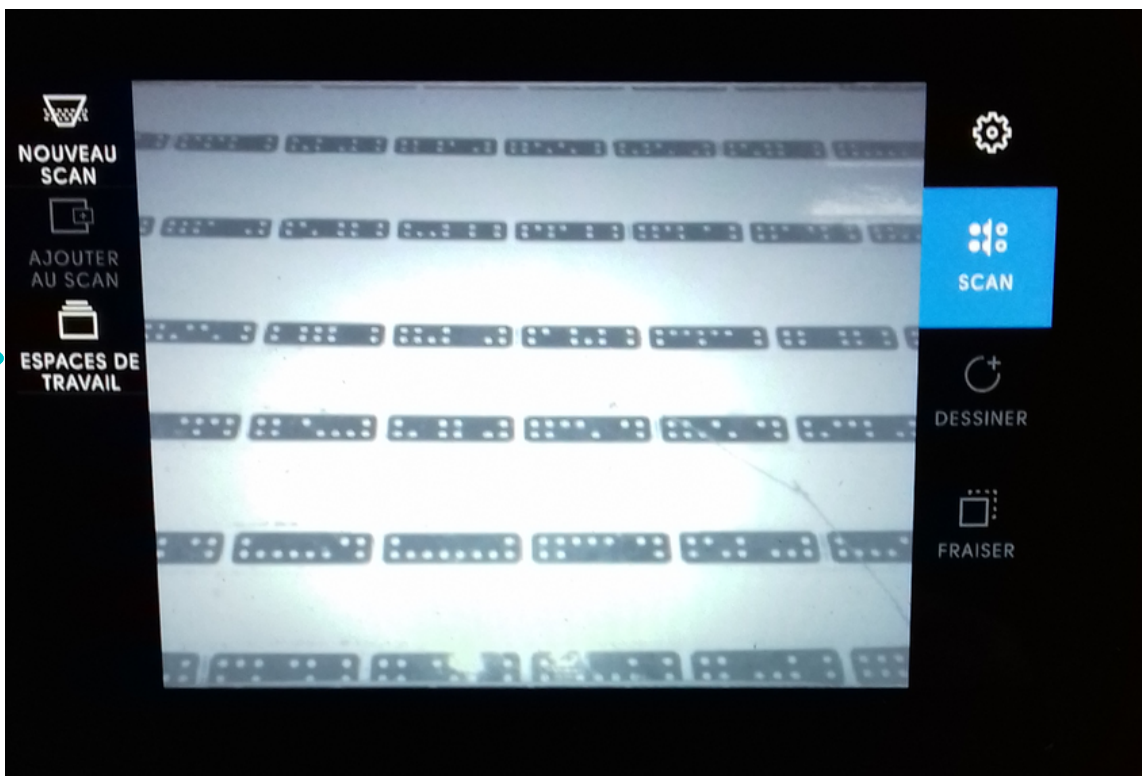 NOUVEAU
SCAN
AJOUTER
AU SCAN
ESPACES DE
TRAVAIL
SCAN
DESSINER
FRAISER